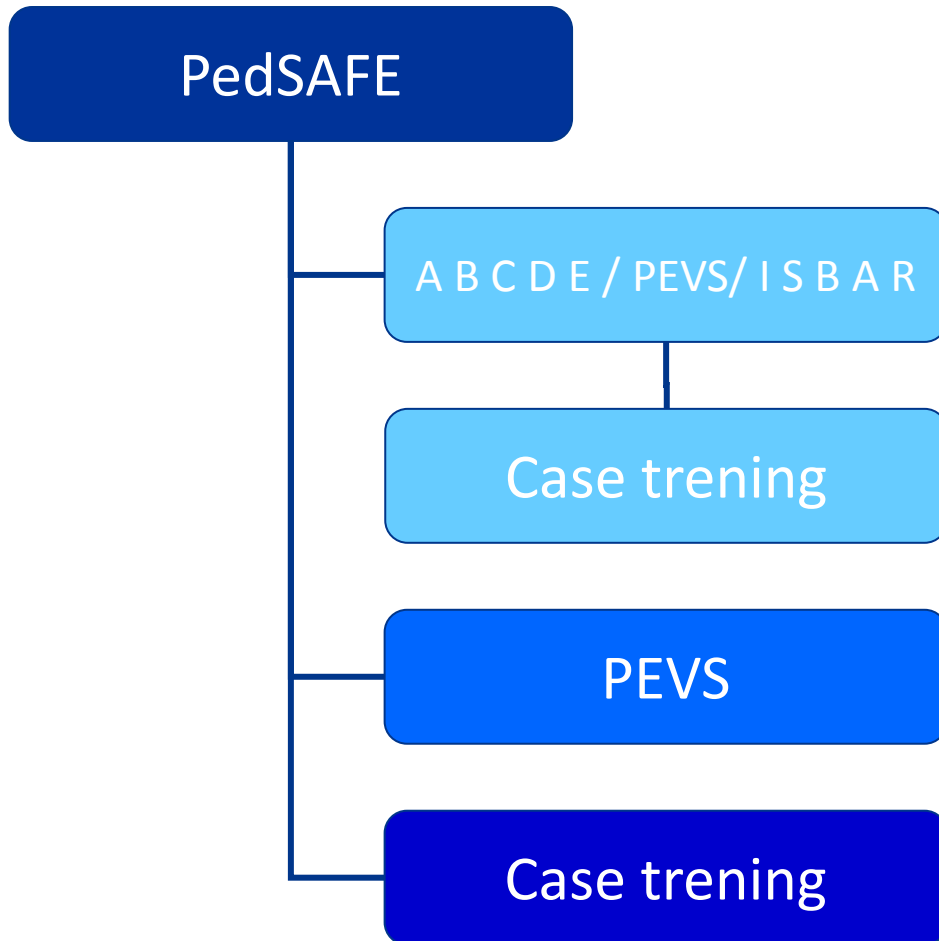 PedSAFE
A B C D E / PEVS/ I S B A R
Case trening
PEVS
Case trening